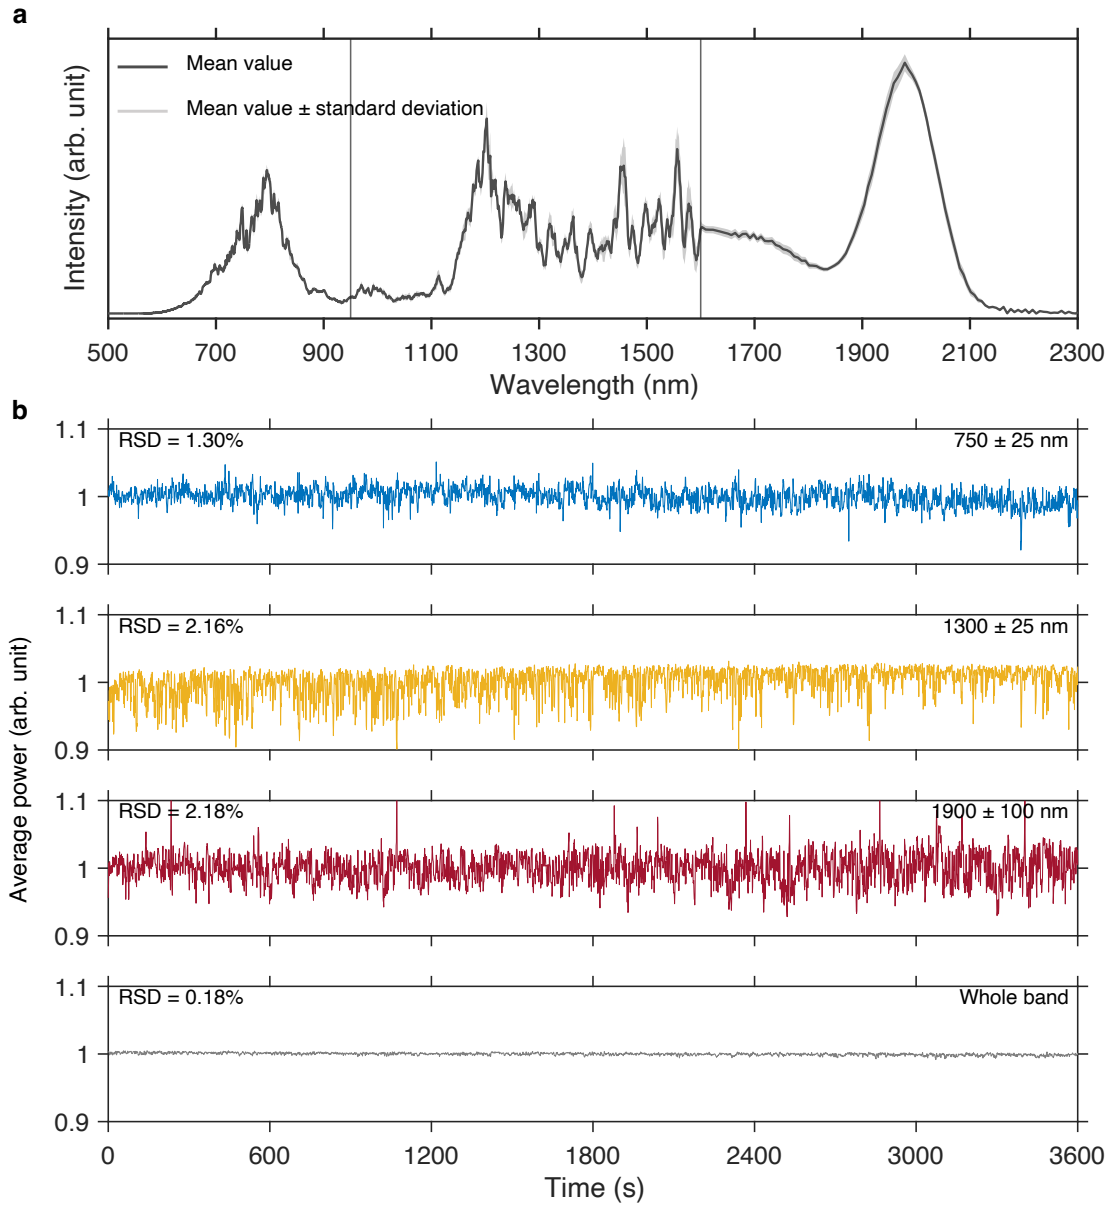 a
Intensity (arb. unit)
Mean value
Mean value ± standard deviation
500 700 900 1100 1300 1500 1700 1900 2100 2300
Wavelength (nm)
b
Average power (arb. unit)
1.1
RSD = 1.30% 750 ± 25 nm
1
0.9
1.1
RSD = 2.16% 1300 ± 25 nm
1
0.9
1.1
RSD = 2.18% 1900 ± 100 nm
1
0.9
1.1
RSD = 0.18% Whole band
1
0.9
0 600 1200 1800 2400 3000 3600
Time (s)